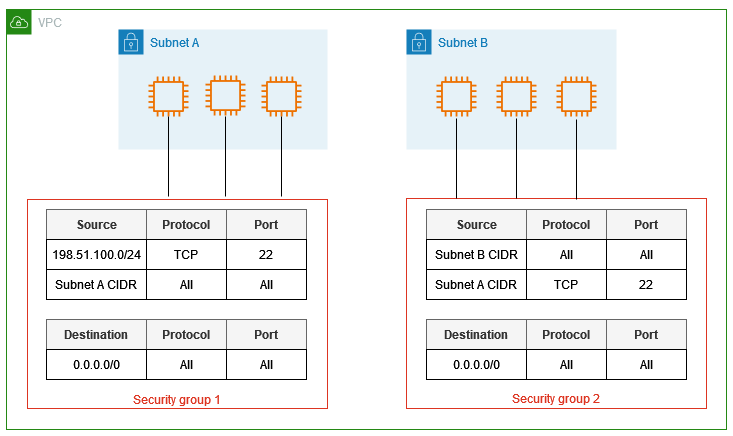 VPC
Subnet A
Subnet B
Source Protocol Port
198.51.100.0/24 TCP 22
Subnet A CIDR All All
Destination Protocol Port
0.0.0.0/0 All All
Security group 1
Source Protocol Port
Subnet B CIDR All All
Subnet A CIDR TCP 22
Destination Protocol Port
0.0.0.0/0 All All
Security group 2